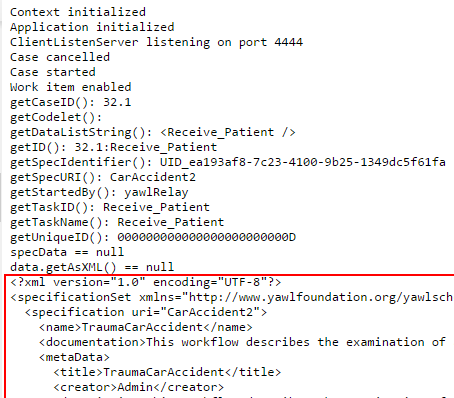 Context initialized
Application initialized
ClientListenServer listening on port 4444
Case cancelled
Case started
Work item enabled
getCaseID(): 32.1
getCodelet():
getDataListString(): <Receive_Patient />
getID(): 32.1:Receive_Patient
getSpecIdentifier(): UID_ea193af8-7c23-4100-9b25-1349dc5f61fa
getSpecURI(): CarAccident2
getStartedBy(): yawlRelay
getTaskID(): Receive_Patient
getTaskName(): Receive_Patient
getUniqueID(): 000000000000000000000000D
specData == null
data.getAsXML() == null
<?xml version="1.0" encoding="UTF-8"?>
<specificationSet xmlns="http://www.yawlfoundation.org/yawlsch
<specification uri="CarAccident2">
<name>TraumaCarAccident</name>
<documentation>This workflow describes the examination of
<metaData>
<title>TraumaCarAccident</title>
<creator>Admin</creator>